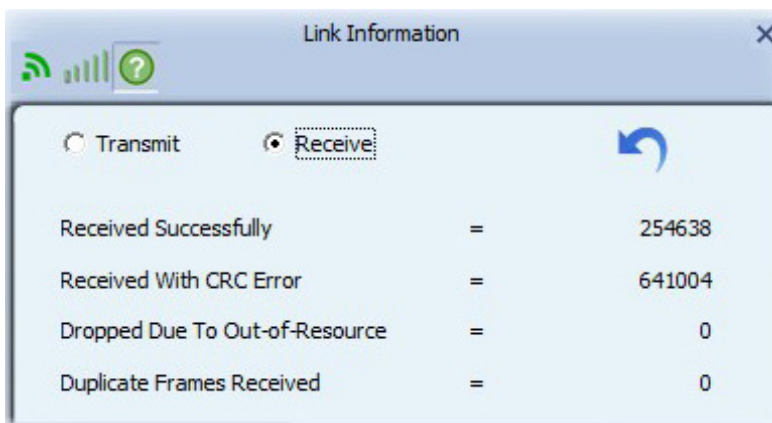 Link Information
Transmit Receive
Received Successfully = 254638
Received With CRC Error = 641004
Dropped Due To Out-of-Resource = 0
Duplicate Frames Received = 0